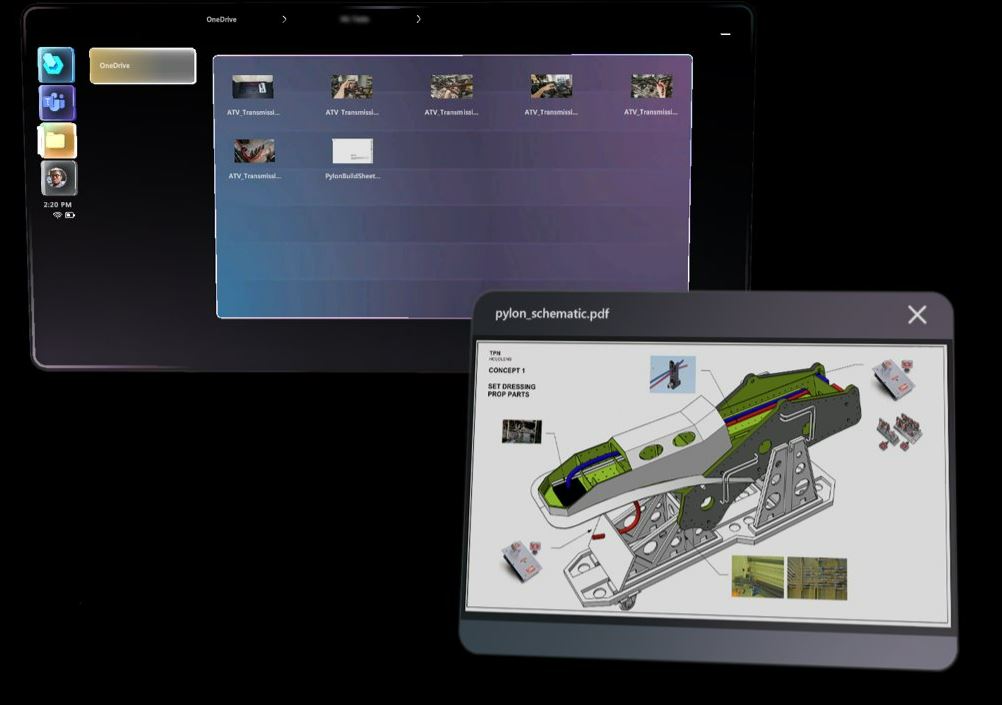 OneDrive
OneDrive
ATV_Transmissi...
ATV_Transmissi...
ATV_Transmissi...
ATV_Transmissi...
ATV_Transmissi...
ATV_Transmissi...
PylonBuildSheet...
2:20 PM
pylon_schematic.pdf
TPN
HOLOLENS
CONCEPT 1
SET DRESSING
PROP PARTS